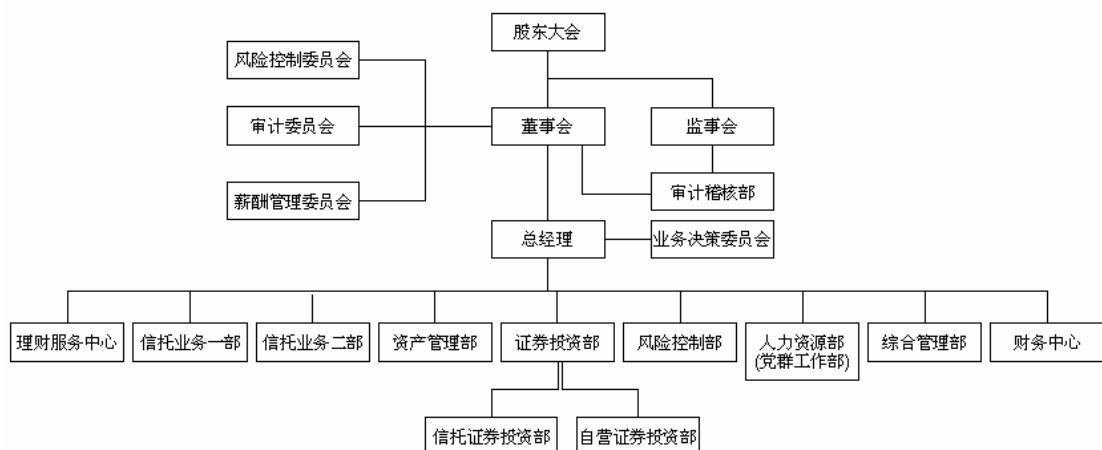 股东大会
风险控制委员会
审计委员会
董事会
监事会
薪酬管理委员会
审计稽核部
总经理
业务决策委员会
理财服务中心
信托业务一部
信托业务二部
资产管理部
证券投资部
风险控制部
人力资源部
(党群工作部)
综合管理部
财务中心
信托证券投资部
自营证券投资部